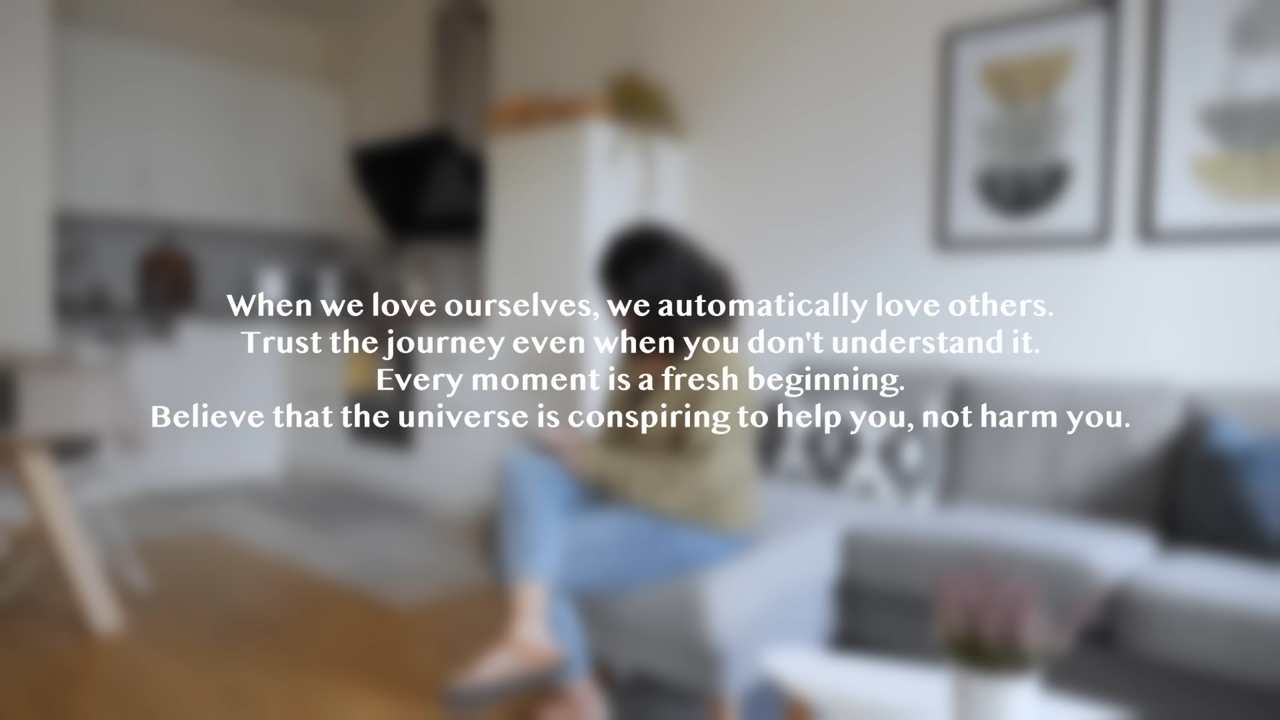 When we love ourselves, we automatically love others.
Trust the journey even when you don't understand it.
Every moment is a fresh beginning.
Believe that the universe is conspiring to help you, not harm you.